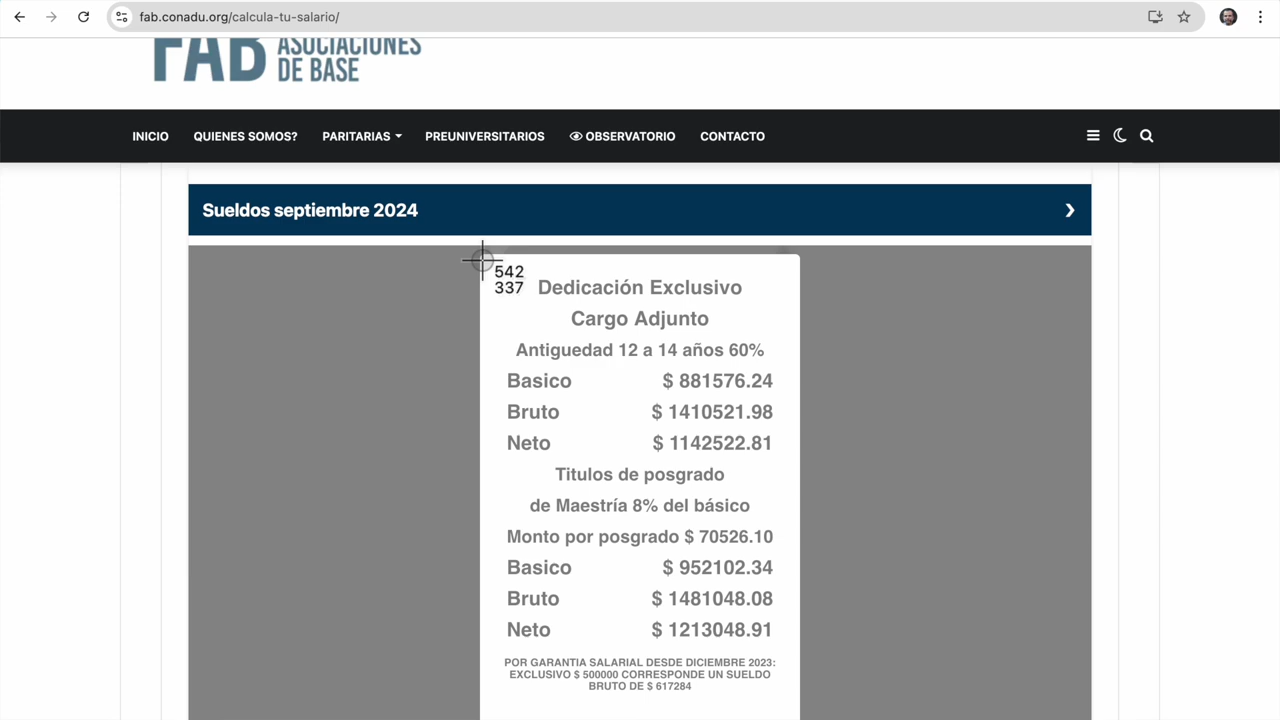 fab.conadu.org/calcula-tu-salario/
FAB ASOCIACIONES
DE BASE
INICIO QUIENES SOMOS? PARITARIAS PREUNIVERSITARIOS OBSERVATORIO CONTACTO
Sueldos septiembre 2024
542
337
Dedicación Exclusivo
Cargo Adjunto
Antiguedad 12 a 14 años 60%
Basico $ 881576.24
Bruto $ 1410521.98
Neto $ 1142522.81
Titulos de posgrado
de Maestría 8% del básico
Monto por posgrado $ 70526.10
Basico $ 952102.34
Bruto $ 1481048.08
Neto $ 1213048.91
POR GARANTIA SALARIAL DESDE DICIEMBRE 2023:
EXCLUSIVO $ 500000 CORRESPONDE UN SUELDO
BRUTO DE $ 617284